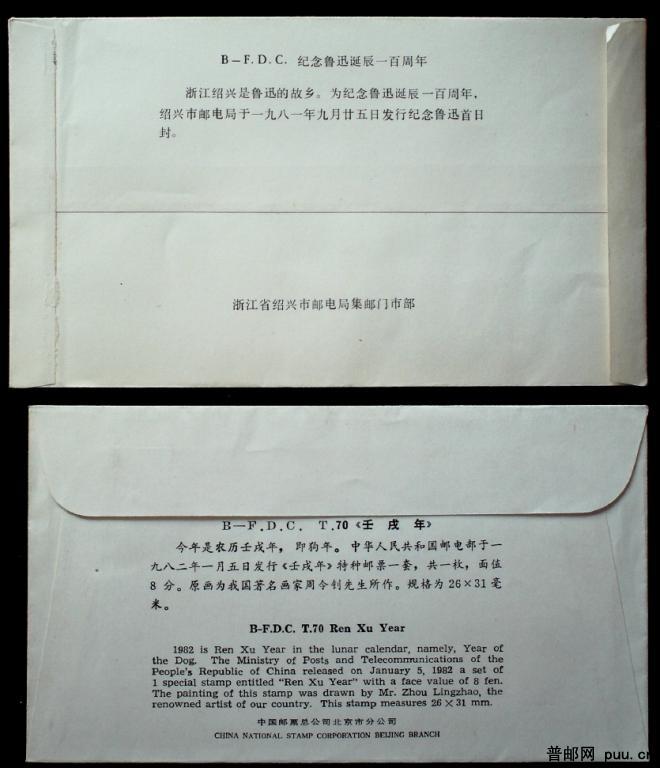 B－F.D.C. 纪念鲁迅诞辰一百周年
浙江绍兴是鲁迅的故乡。为纪念鲁迅诞辰一百周年，
绍兴市邮电局于一九八一年九月廿五日发行纪念鲁迅首日
封。
浙江省绍兴市邮电局集邮门市部
B—F.D.C. T.70《壬戌年》
今年是农历壬戌年，即狗年。中华人民共和国邮电部于一
九八二年一月五日发行《壬戌年》特种邮票一套，共一枚，面值
8分。原画为我国著名画家周令钊先生所作。规格为26×31毫
米。
B-F.D.C. T.70 Ren Xu Year
1982 is Ren Xu Year in the lunar calendar, namely, Year of
the Dog. The Ministry of Posts and Telecommunications of the
People's Republic of China released on January 5, 1982 a set of
1 special stamp entitled "Ren Xu Year" with a face value of 8 fen.
The painting of this stamp was drawn by Mr. Zhou Lingzhao, the
renowned artist of our country. This stamp measures 26×31 mm.
中国邮票总公司北京市分公司
CHINA NATIONAL STAMP CORPORATION BEIJING BRANCH
普邮网 puu.cn